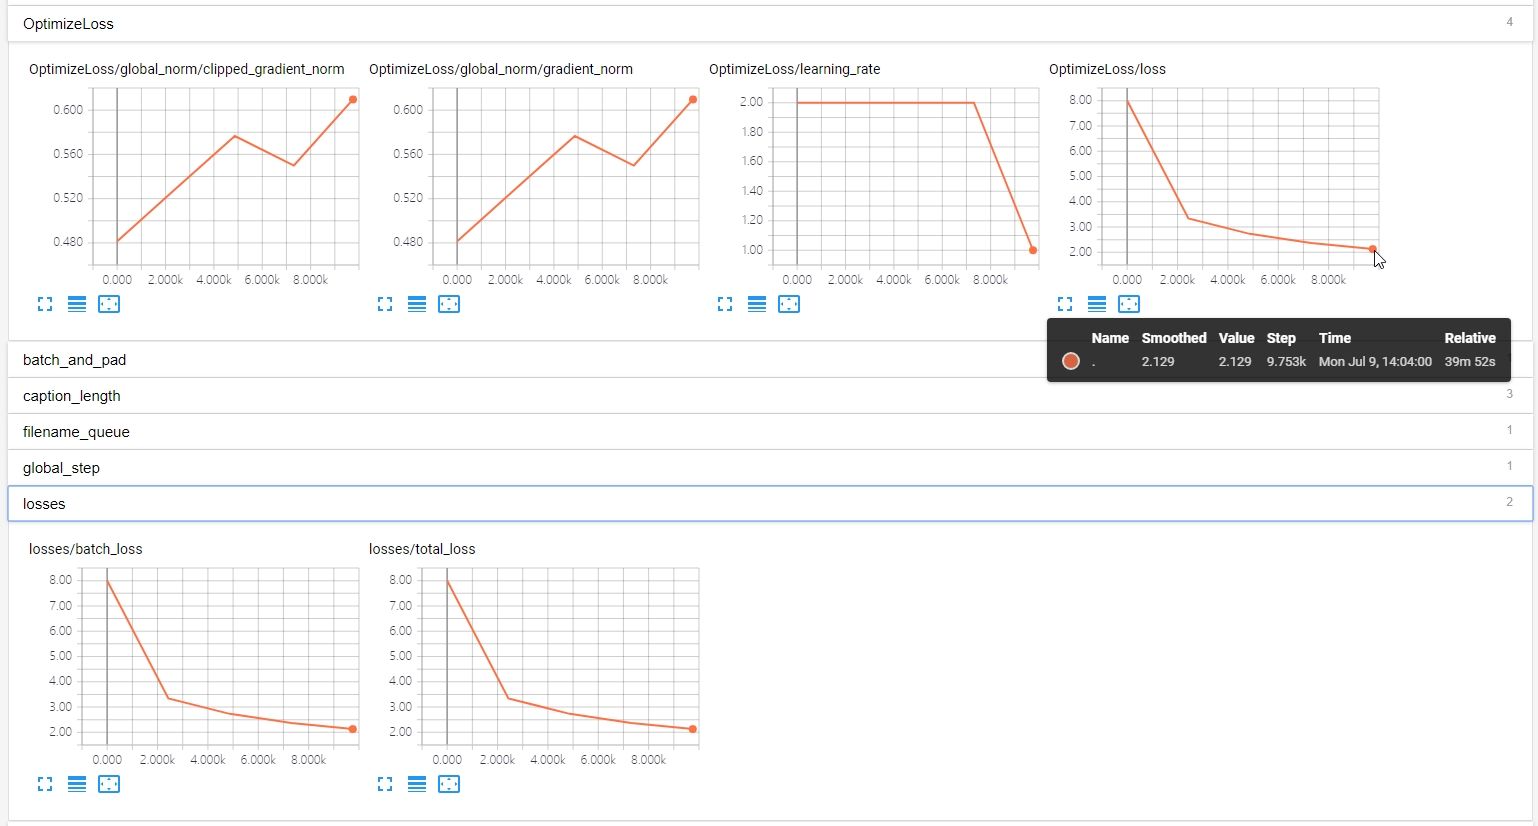 OptimizeLoss 4
OptimizeLoss/global_norm/clipped_gradient_norm
0.600
0.560
0.520
0.480
0.000 2.000k 4.000k 6.000k 8.000k
OptimizeLoss/global_norm/gradient_norm
0.600
0.560
0.520
0.480
0.000 2.000k 4.000k 6.000k 8.000k
OptimizeLoss/learning_rate
2.00
1.80
1.60
1.40
1.20
1.00
0.000 2.000k 4.000k 6.000k 8.000k
OptimizeLoss/loss
8.00
7.00
6.00
5.00
4.00
3.00
2.00
0.000 2.000k 4.000k 6.000k 8.000k
Name Smoothed Value Step Time Relative
. 2.129 2.129 9.753k Mon Jul 9, 14:04:00 39m 52s
batch_and_pad
caption_length 3
filename_queue 1
global_step 1
losses 2
losses/batch_loss
8.00
7.00
6.00
5.00
4.00
3.00
2.00
0.000 2.000k 4.000k 6.000k 8.000k
losses/total_loss
8.00
7.00
6.00
5.00
4.00
3.00
2.00
0.000 2.000k 4.000k 6.000k 8.000k